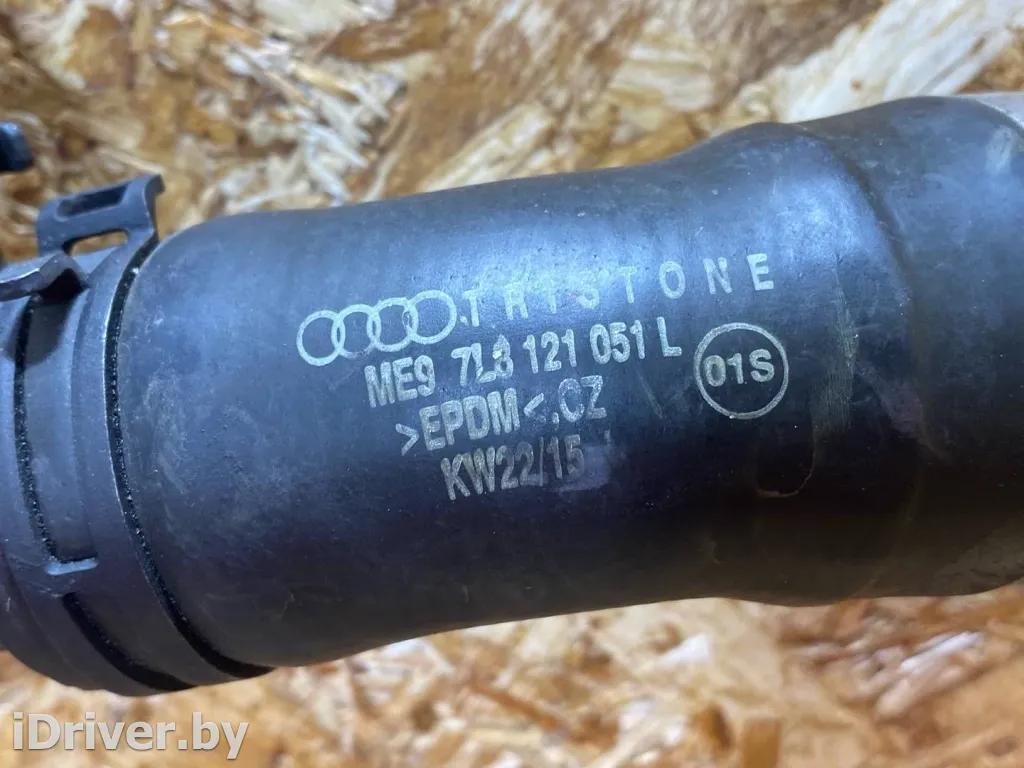 TRISTONE
ME9 7L8 121 051 L
01S
>EPDM<.CZ
KW22/15
iDriver.by